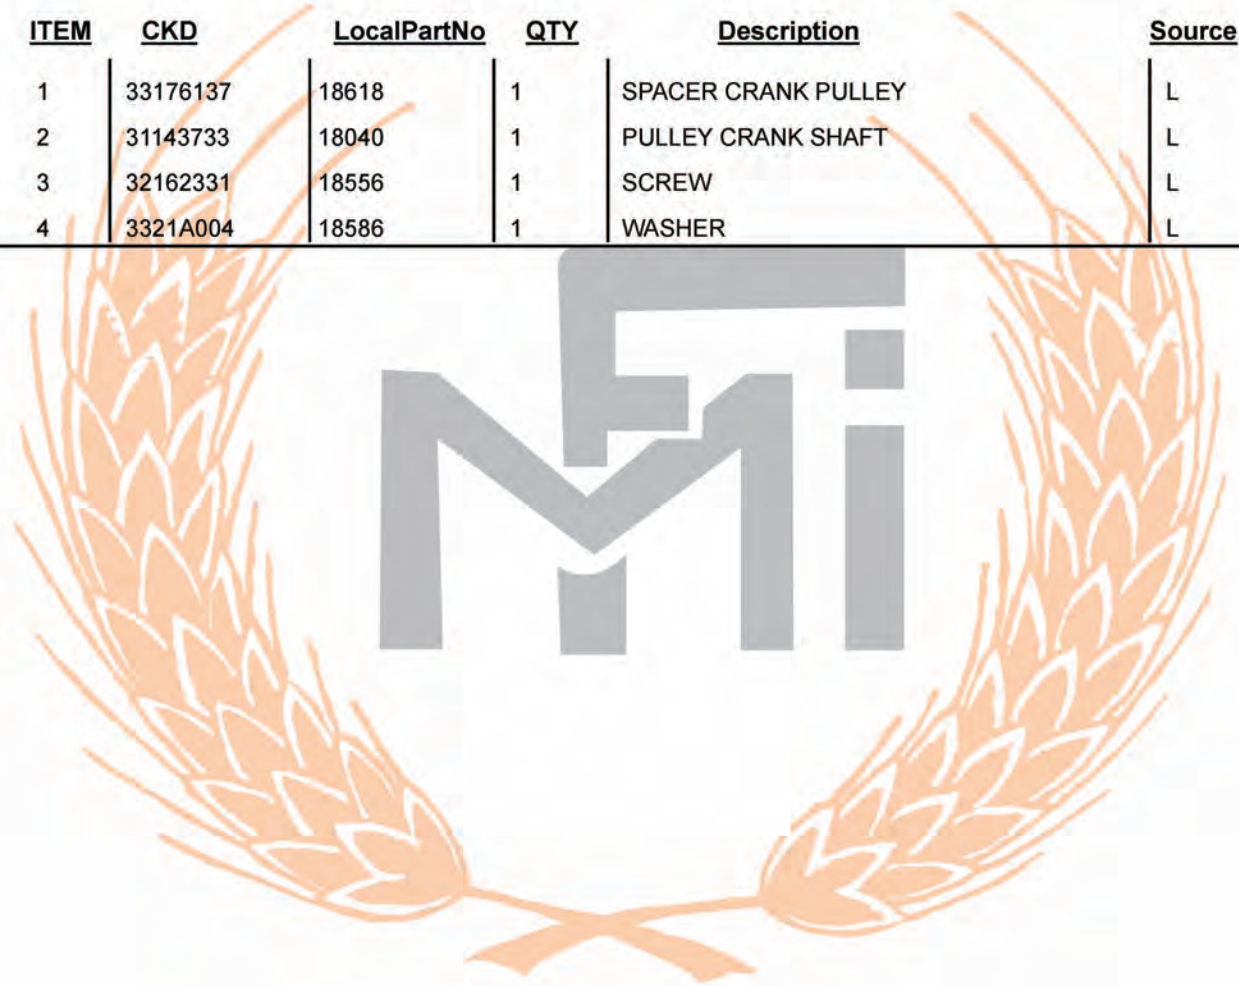 ITEM CKD LocalPartNo QTY Description Source
1 33176137 18618 1 SPACER CRANK PULLEY L
2 31143733 18040 1 PULLEY CRANK SHAFT L
3 32162331 18556 1 SCREW L
4 3321A004 18586 1 WASHER L